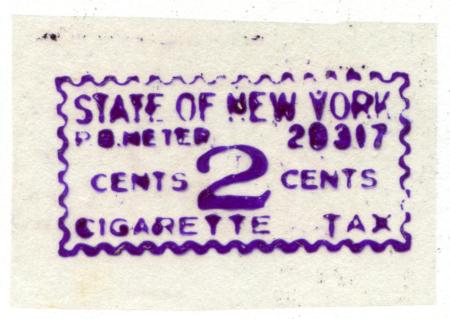 STATE OF NEW YORK
P.B. METER 20317
CENTS 2 CENTS
CIGARETTE TAX